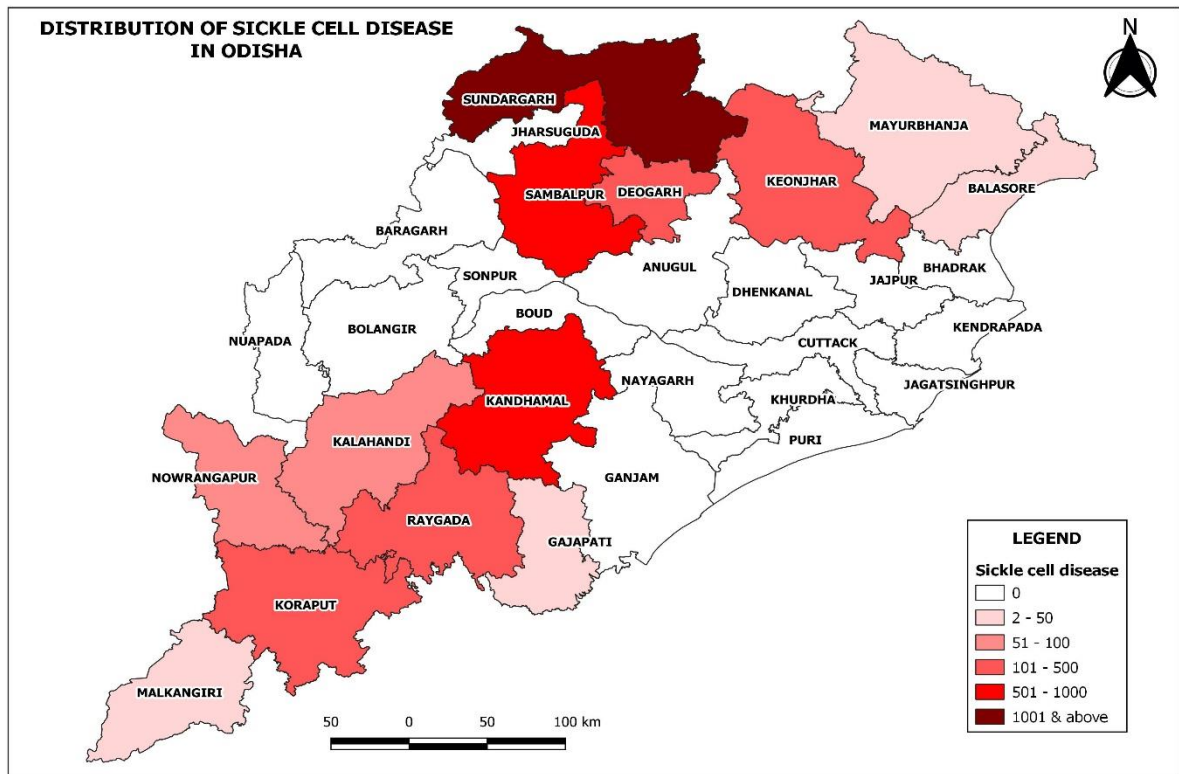 DISTRIBUTION OF SICKLE CELL DISEASE
IN ODISHA
N
SUNDARGARH
JHARSUGUDA
MAYURBHANJA
KEONJHAR
BALASORE
SAMBALPUR
DEOGARH
BARAGARH
SONPUR
ANUGUL
BHADRAK
JAJPUR
DHENKANAL
BOUD
KENDRAPADA
BOLANGIR
NUAPADA
CUTTACK
NAYAGARH
JAGATSINGHPUR
KHURDHA
KANDHAMAL
PURI
KALAHANDI
NOWRANGAPUR
GANJAM
RAYGADA
GAJAPATI
KORAPUT
MALKANGIRI
LEGEND
Sickle cell disease
0
2 - 50
51 - 100
101 - 500
501 - 1000
1001 & above
50 0 50 100 km